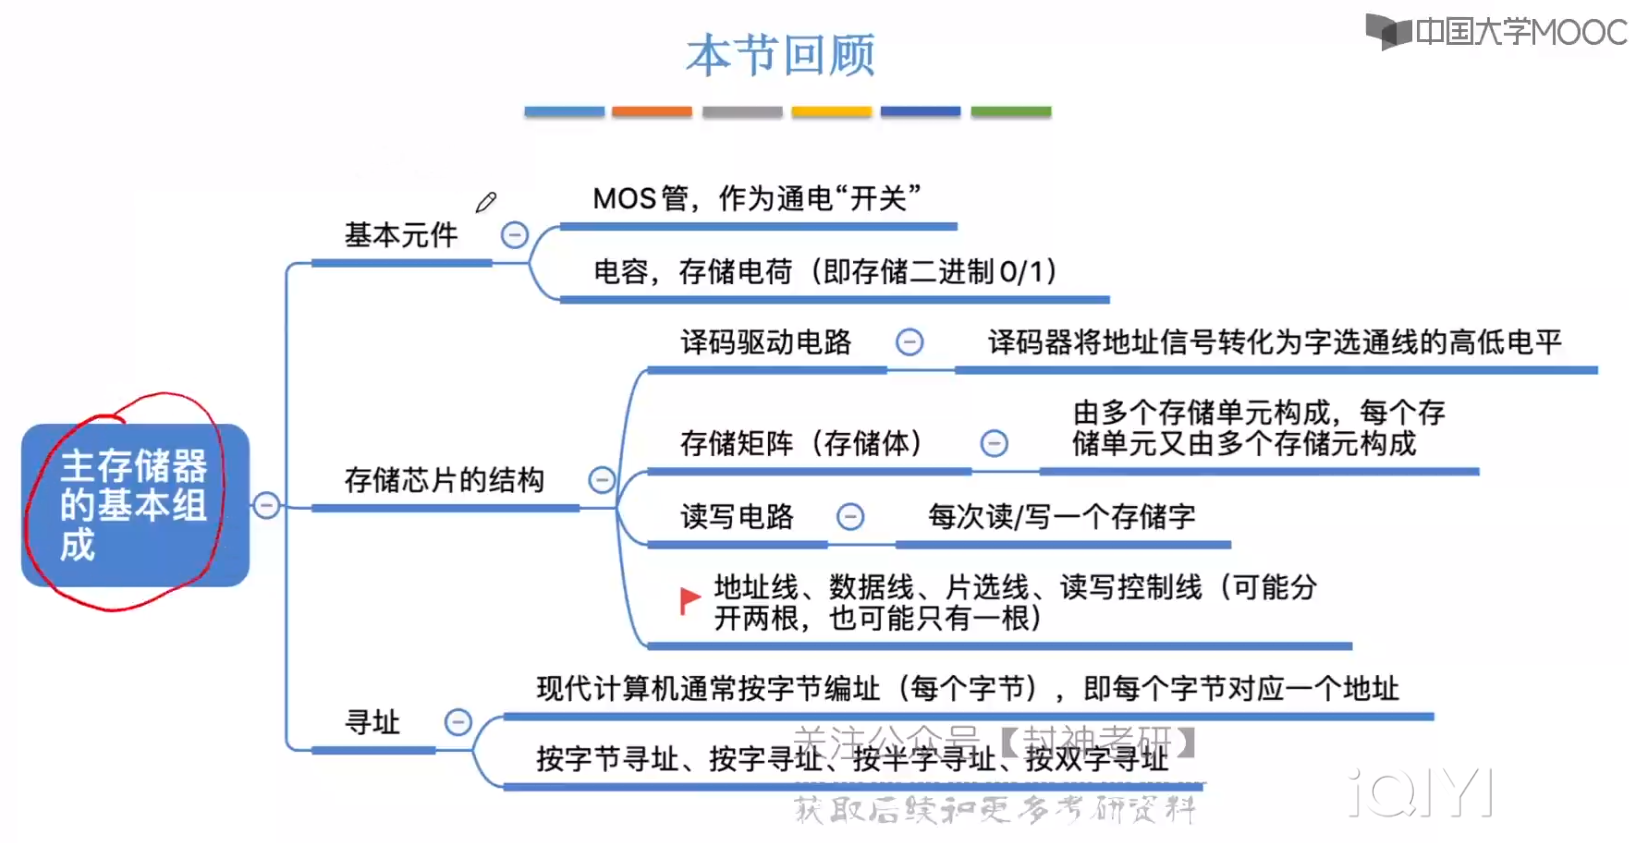 中国大学MOOC
本节回顾
基本元件
MOS管，作为通电“开关”
电容，存储电荷（即存储二进制0/1）
主存储器
的基本组
成
存储芯片的结构
译码驱动电路
译码器将地址信号转化为字选通线的高低电平
存储矩阵（存储体）
由多个存储单元构成，每个存
储单元又由多个存储元构成
读写电路
每次读/写一个存储字
地址线、数据线、片选线、读写控制线（可能分
开两根，也可能只有一根）
寻址
现代计算机通常按字节编址（每个字节），即每个字节对应一个地址
按字节寻址、按字寻址、按半字寻址、按双字寻址
关注公众号【封神考研】
获取后续和更多考研资料
iQIYI